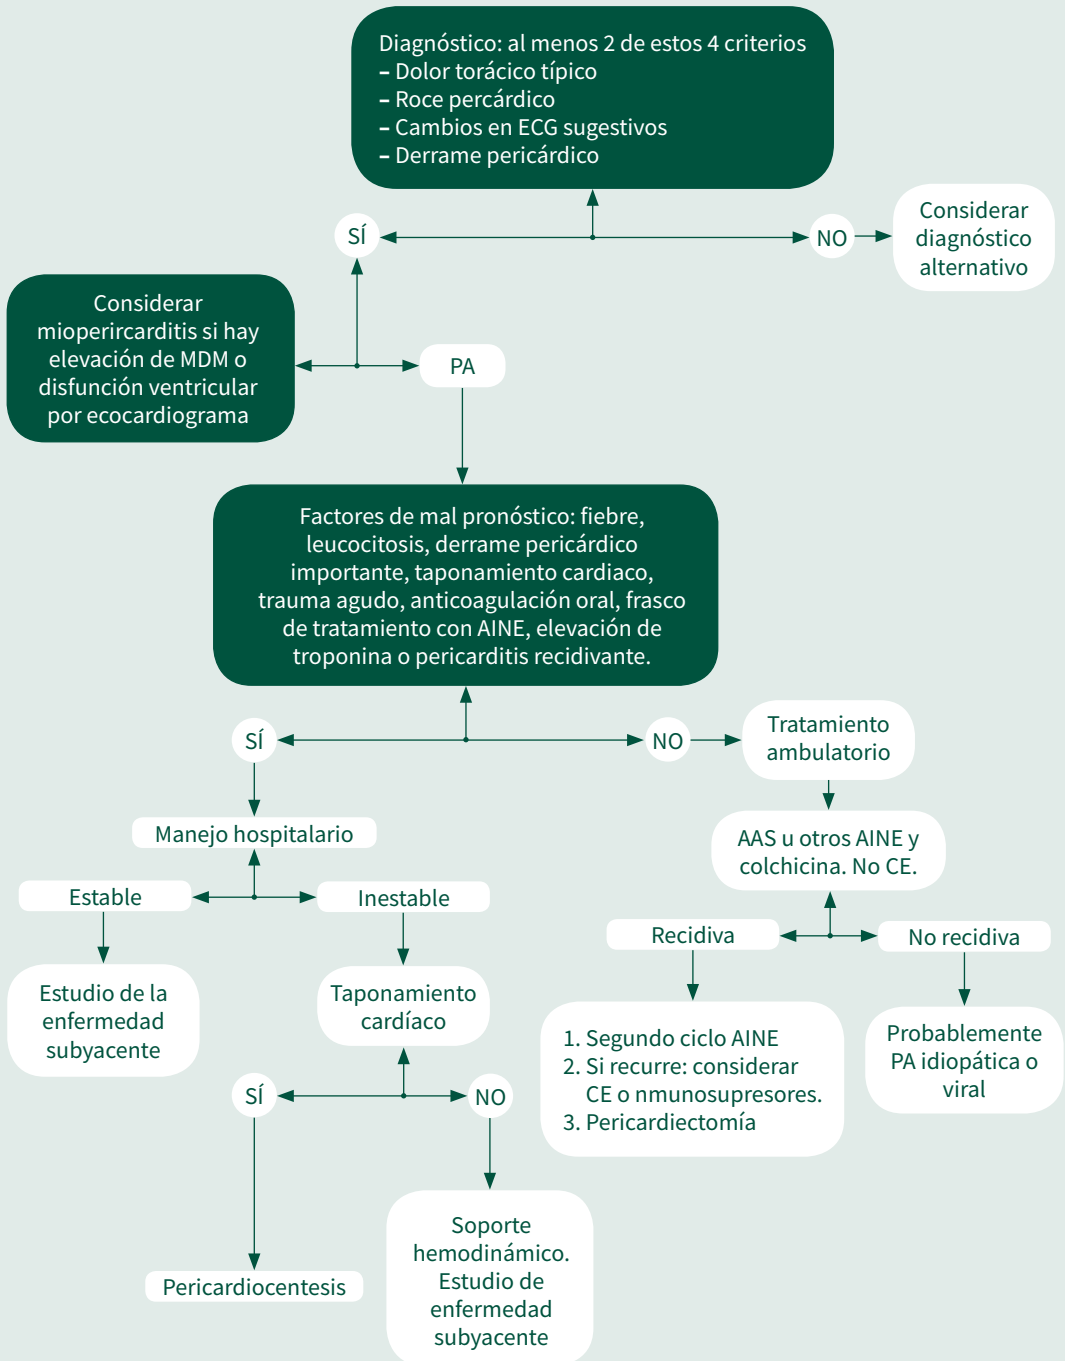 Diagnóstico: al menos 2 de estos 4 criterios
– Dolor torácico típico
– Roce percárdico
– Cambios en ECG sugestivos
– Derrame pericárdico
SÍ
NO
Considerar
diagnóstico
alternativo
Considerar
miopericarditis si hay
elevación de MDM o
disfunción ventricular
por ecocardiograma
PA
Factores de mal pronóstico: fiebre,
leucocitosis, derrame pericárdico
importante, taponamiento cardiaco,
trauma agudo, anticoagulación oral, frasco
de tratamiento con AINE, elevación de
troponina o pericarditis recidivante.
SÍ
NO
Tratamiento
ambulatorio
Manejo hospitalario
AAS u otros AINE y
colchicina. No CE.
Estable
Inestable
Recidiva
No recidiva
Estudio de la
enfermedad
subyacente
Taponamiento
cardíaco
1. Segundo ciclo AINE
2. Si recurre: considerar
CE o nmunosupresores.
3. Pericardiectomía
Probablemente
PA idiopática o
viral
SÍ
NO
Pericardiocentesis
Soporte
hemodinámico.
Estudio de
enfermedad
subyacente